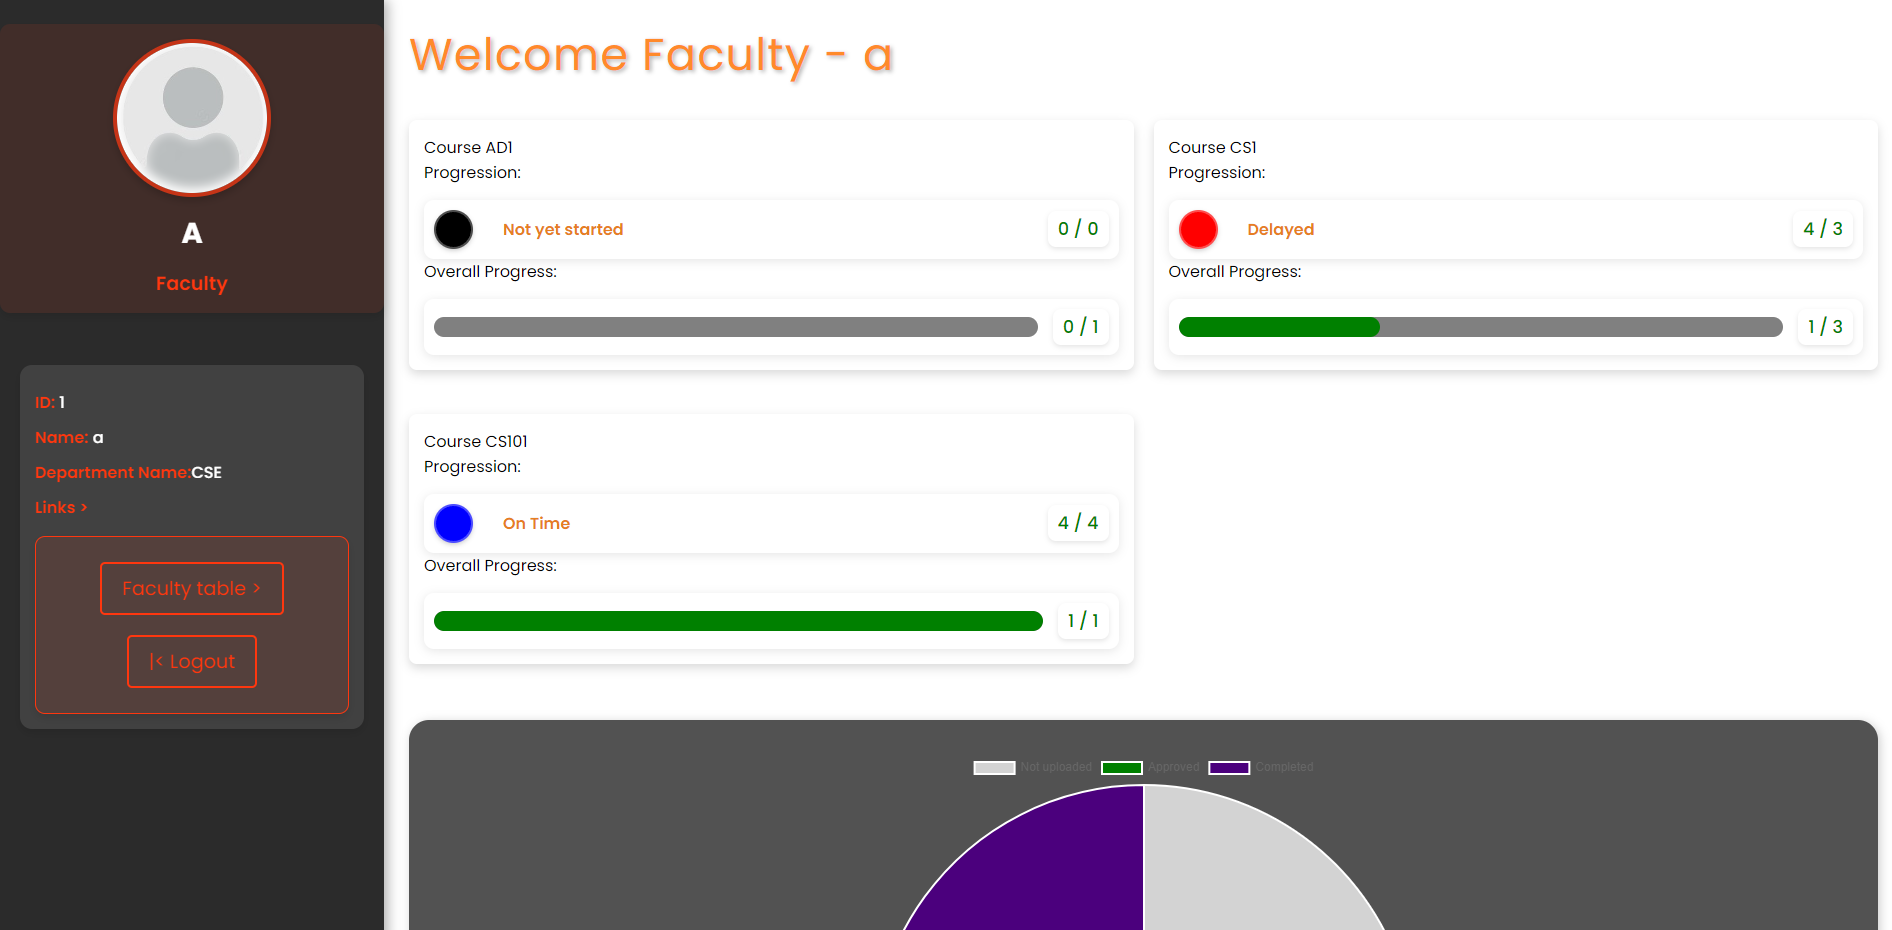 A
Faculty
ID: 1
Name: a
Department Name:CSE
Links >
Faculty table >
|< Logout
Welcome Faculty - a
Course AD1
Progression:
Not yet started 0 / 0
Overall Progress:
0 / 1
Course CS1
Progression:
Delayed 4 / 3
Overall Progress:
1 / 3
Course CS101
Progression:
On Time 4 / 4
Overall Progress:
1 / 1
Not uploaded Approved Completed